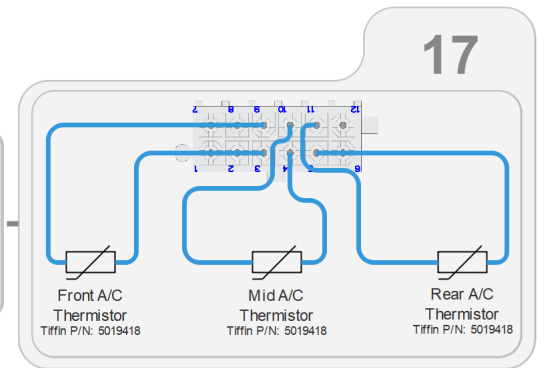 17
7 8 9 10 11 12
1 2 3 4 5 6
Front A/C
Thermistor
Tiffin P/N: 5019418
Mid A/C
Thermistor
Tiffin P/N: 5019418
Rear A/C
Thermistor
Tiffin P/N: 5019418